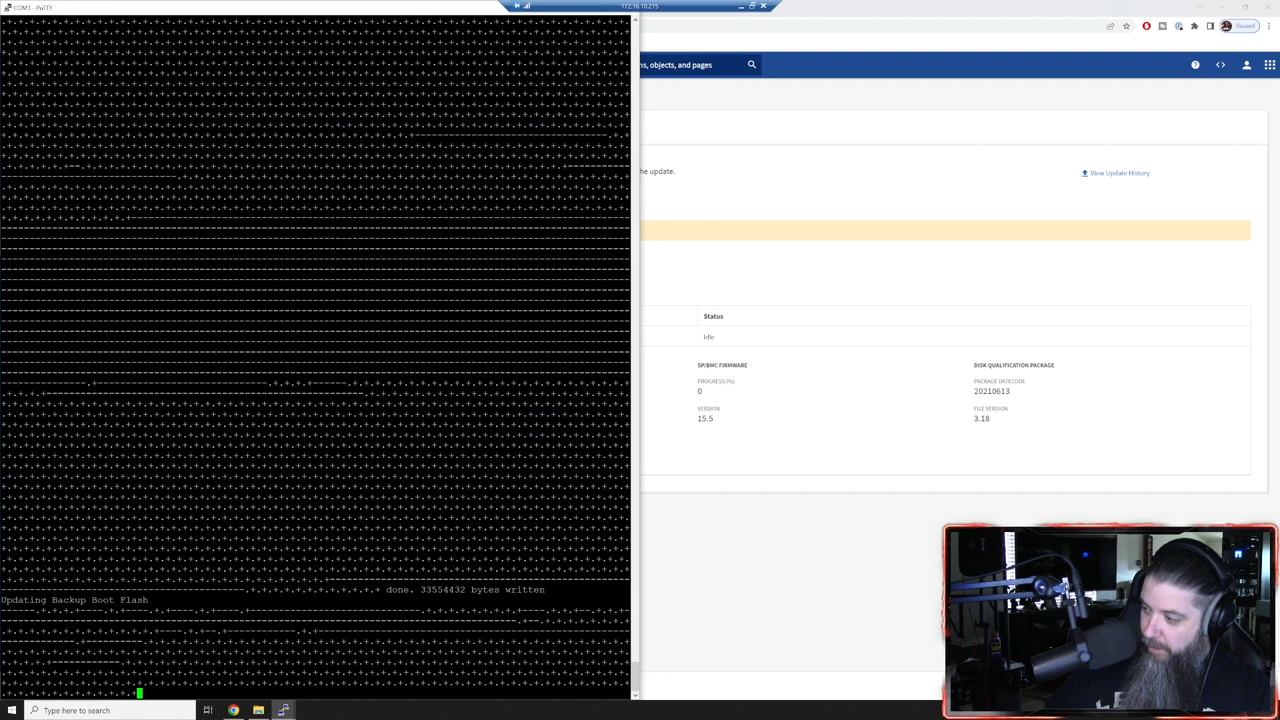 COM3 - PuTTY
172.16.10.215
Paused
ns, objects, and pages
he update.
View Update History
Status
Idle
SP/BMC FIRMWARE
DISK QUALIFICATION PACKAGE
PROGRESS (%)
PACKAGE DATECODE
0
20210613
VERSION
FILE VERSION
15.5
3.18
done. 33554432 bytes written
Updating Backup Boot Flash
Type here to search